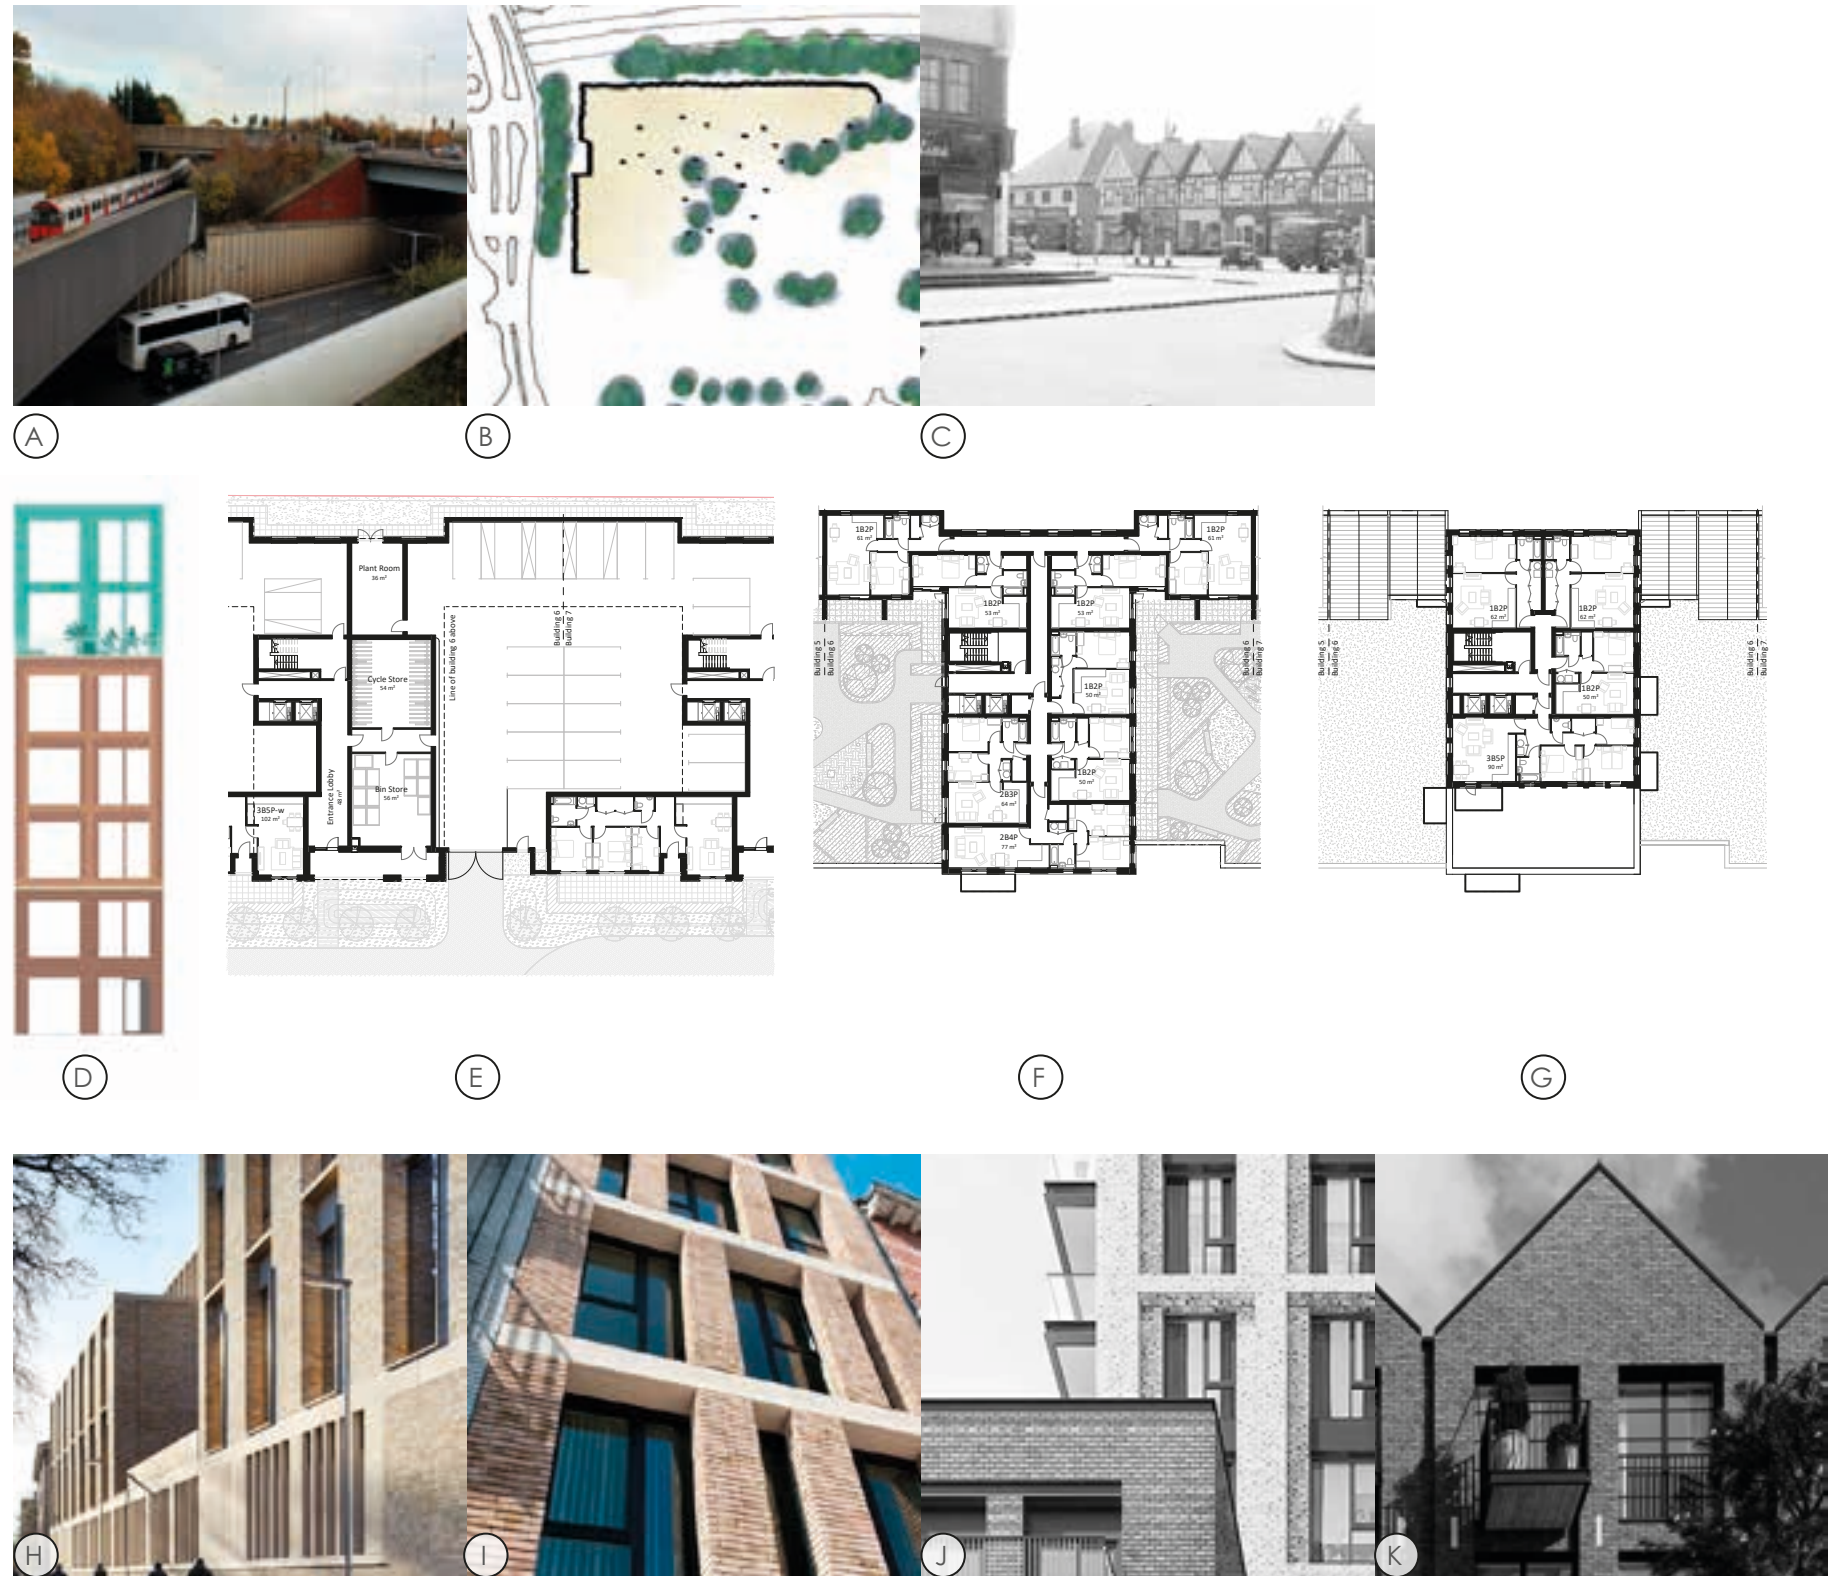 A
B
C
Plant Room
36 m²
Cycle Store
54 m²
Bin Store
56 m²
Entrance Lobby
48 m²
3B5P-w
102 m²
Line of building 6 above
Building 6
Building 7
1B2P
61 m²
1B2P
61 m²
1B2P
53 m²
1B2P
53 m²
1B2P
50 m²
1B2P
50 m²
2B3P
64 m²
2B4P
77 m²
Building 5
Building 6
Building 6
Building 7
1B2P
62 m²
1B2P
62 m²
1B2P
50 m²
3B5P
90 m²
Building 5
Building 6
Building 6
Building 7
D
E
F
G
H
I
J
K